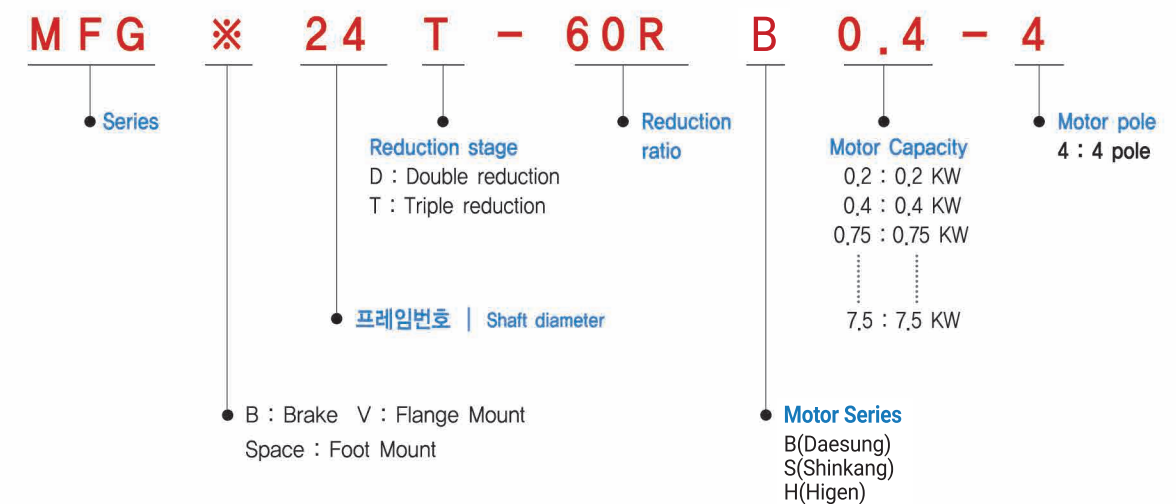 MFG ※ 24 T - 60R B 0.4 - 4
Series
Reduction stage
D : Double reduction
T : Triple reduction
Reduction
ratio
Motor Capacity
0.2 : 0.2 KW
0.4 : 0.4 KW
0.75 : 0.75 KW
7.5 : 7.5 KW
Motor pole
4 : 4 pole
프레임번호 | Shaft diameter
B : Brake V : Flange Mount
Space : Foot Mount
Motor Series
B(Daesung)
S(Shinkang)
H(Higen)